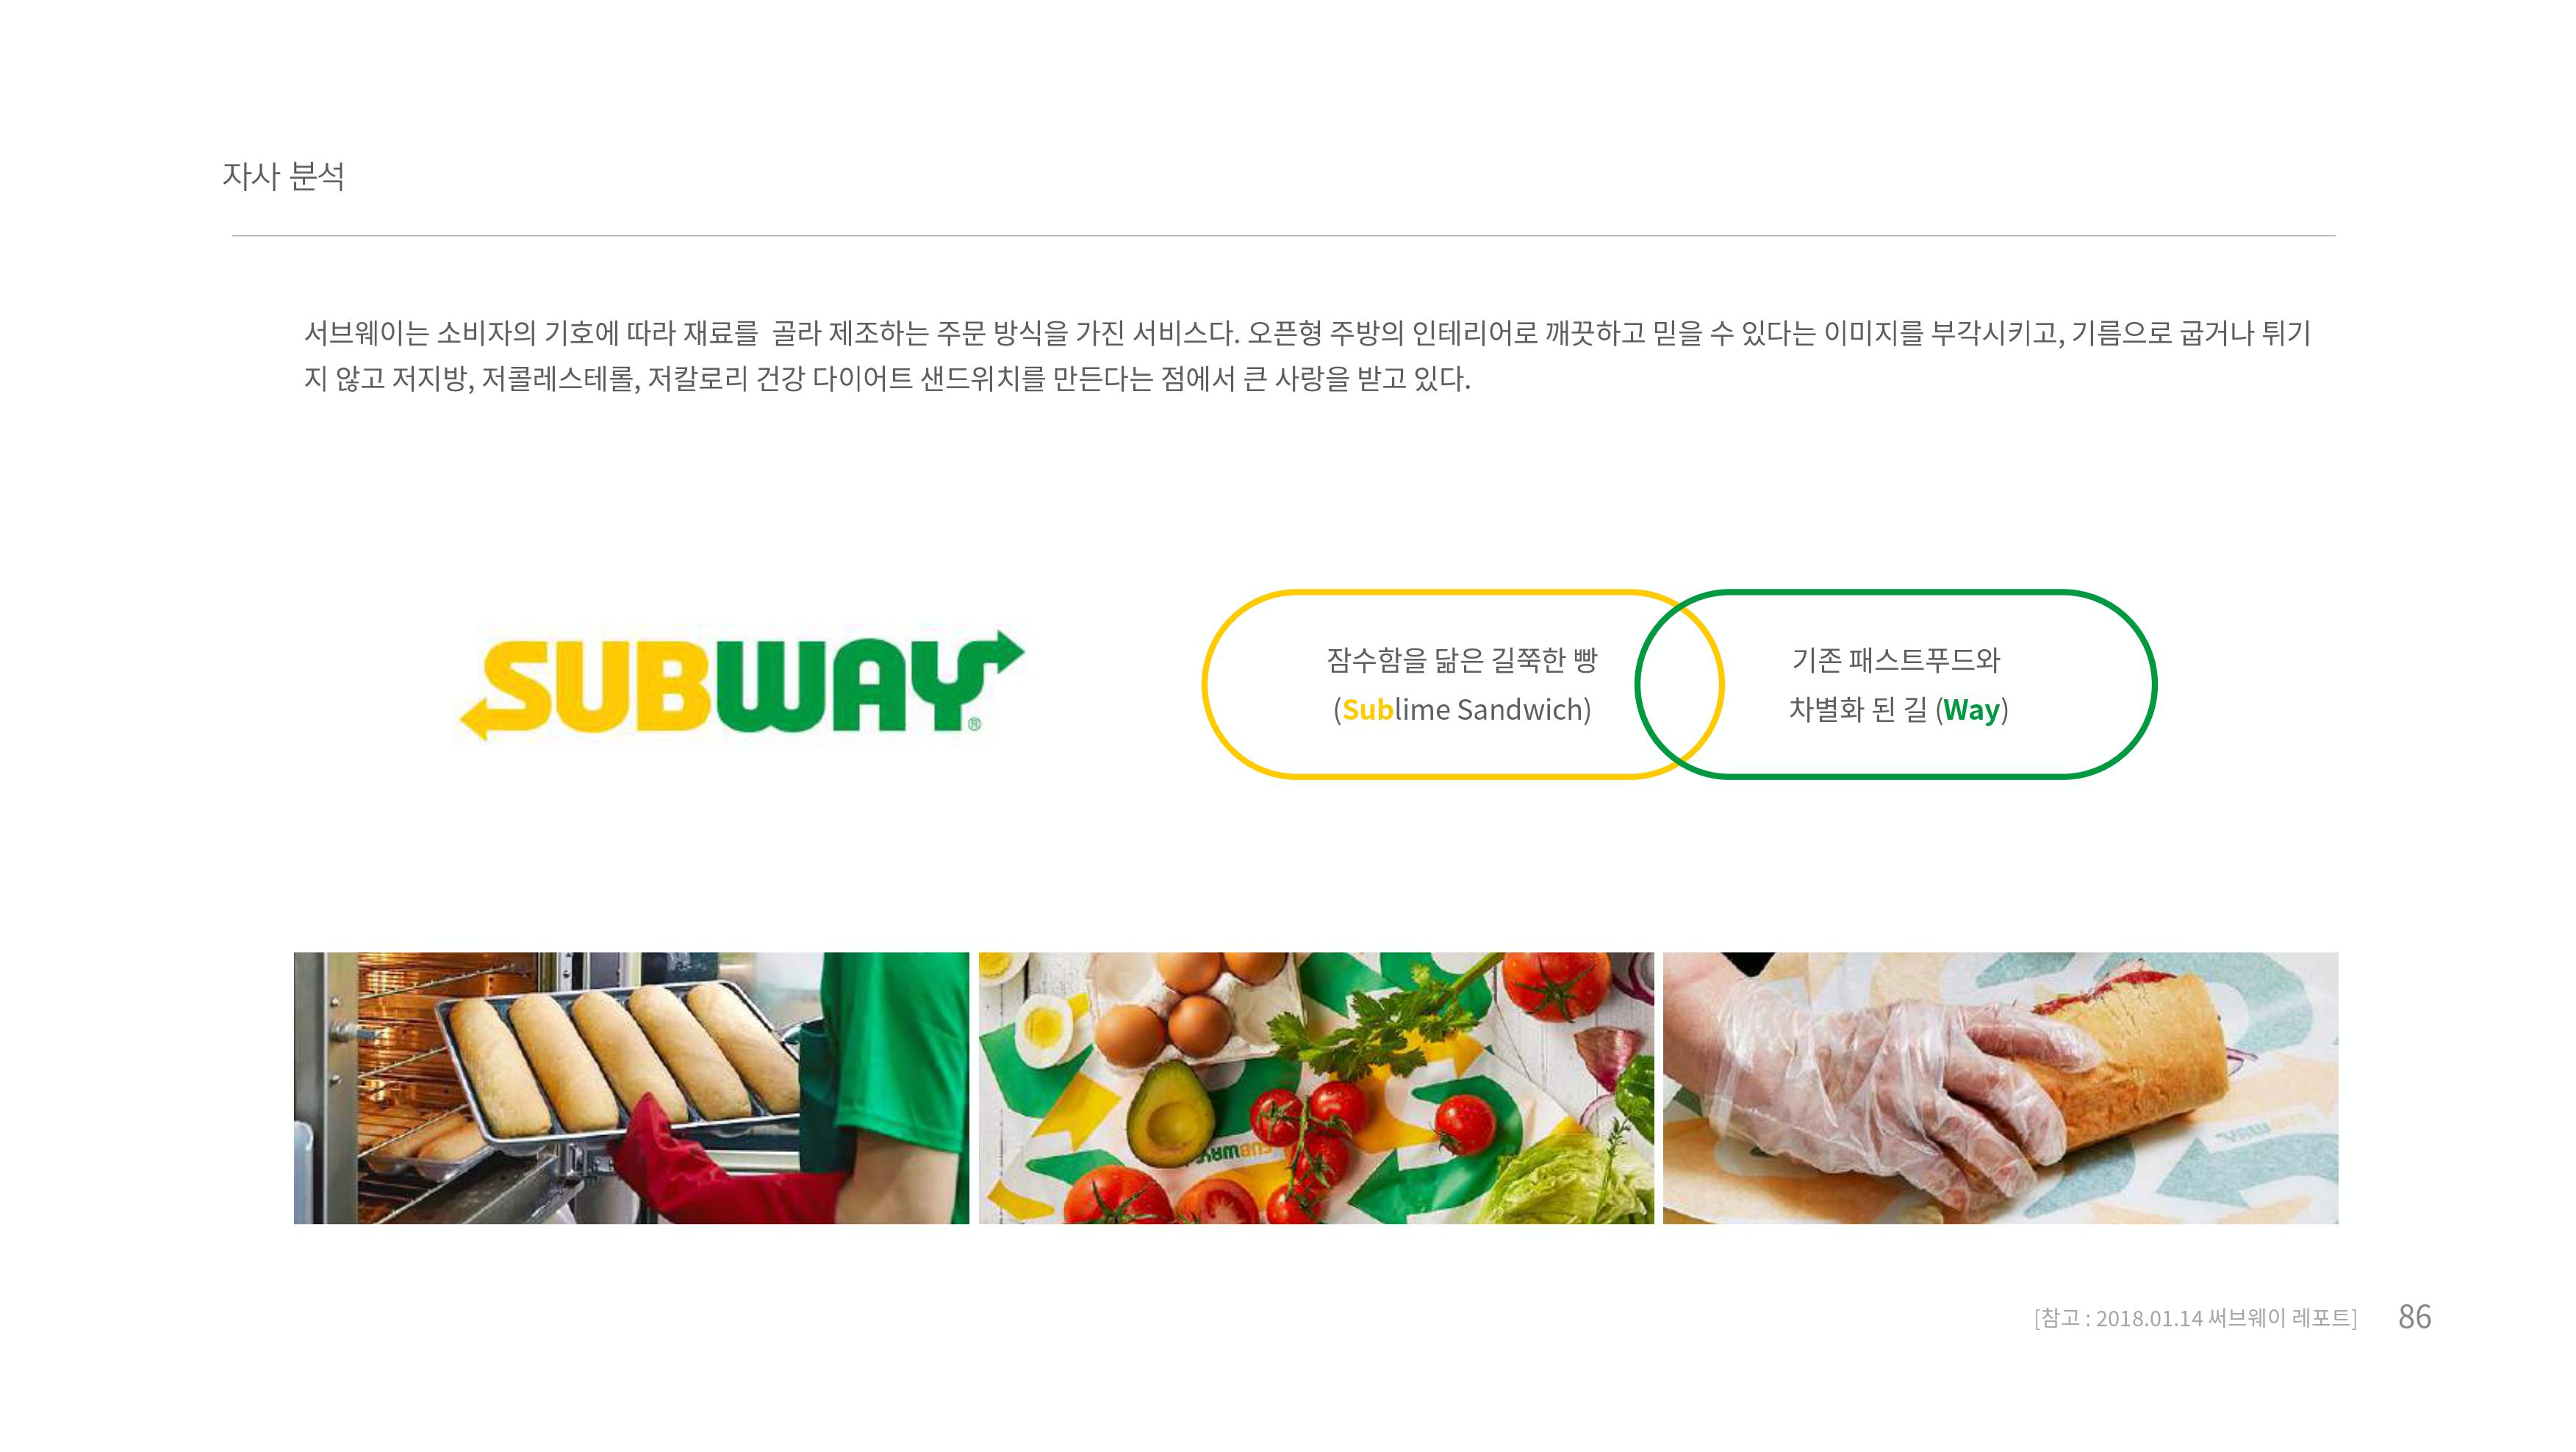 자사 분석
서브웨이는 소비자의 기호에 따라 재료를 골라 제조하는 주문 방식을 가진 서비스다. 오픈형 주방의 인테리어로 깨끗하고 믿을 수 있다는 이미지를 부각시키고, 기름으로 굽거나 튀기
지 않고 저지방, 저콜레스테롤, 저칼로리 건강 다이어트 샌드위치를 만든다는 점에서 큰 사랑을 받고 있다.
SUBWAY®
잠수함을 닮은 길쭉한 빵
(Sublime Sandwich)
기존 패스트푸드와
차별화 된 길 (Way)
SUBWAY
SUBWAY
[참고 : 2018.01.14 써브웨이 레포트]
86